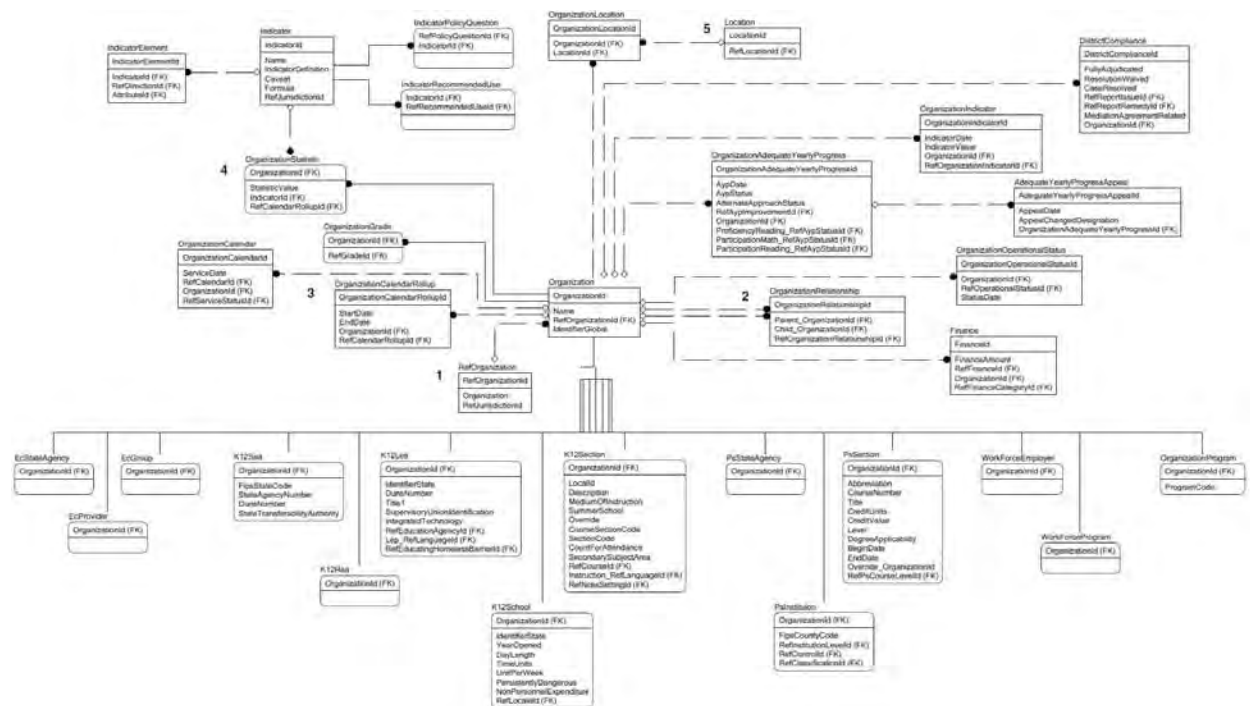 IndicatorElement
IndicatorElementId
IndicatorId (FK)
RefDirectionId (FK)
AttributeId (FK)
Indicator
IndicatorId
Name
IndicatorDefinition
Caveat
Formula
RefJurisdictionId
IndicatorPolicyQuestion
RefPolicyQuestionId (FK)
IndicatorId (FK)
IndicatorRecommendedUse
IndicatorId (FK)
RefRecommendedUseId (FK)
OrganizationLocation
OrganizationLocationId
OrganizationId (FK)
LocationId (FK)
5
Location
LocationId
RefLocationId (FK)
DistrictCompliance
DistrictComplianceId
FullyAdjudicated
ResolutionWaived
CaseResolved
RefReportIssueId (FK)
RefReportRemedyId (FK)
MediationAgreementRelated
OrganizationId (FK)
OrganizationIndicator
OrganizationIndicatorId
IndicatorDate
IndicatorValue
OrganizationId (FK)
RefOrganizationIndicatorId (FK)
4
OrganizationStatistic
OrganizationId (FK)
StatisticValue
IndicatorId (FK)
RefCalendarRollupId (FK)
OrganizationAdequateYearlyProgress
OrganizationAdequateYearlyProgressId
AypDate
AypStatus
AlternateApproachStatus
RefAypImprovementId (FK)
OrganizationId (FK)
ProficiencyReading_RefAypStatusId (FK)
ParticipationMath_RefAypStatusId (FK)
ParticipationReading_RefAypStatusId (FK)
AdequateYearlyProgressAppeal
AdequateYearlyProgressAppealId
AppealDate
AppealChangedDesignation
OrganizationAdequateYearlyProgressId (FK)
OrganizationGradin
OrganizationId (FK)
RefGradeId (FK)
OrganizationCalendar
OrganizationCalendarId
ServiceDate
RefCalendarId (FK)
OrganizationId (FK)
RefServiceStatusId (FK)
3
OrganizationCalendarRollup
OrganizationCalendarRollupId
StartDate
EndDate
OrganizationId (FK)
RefCalendarRollupId (FK)
Organization
OrganizationId
Name
RefOrganizationId (FK)
IdentifierGlobal
2
OrganizationRelationship
OrganizationRelationshipId
Parent_OrganizationId (FK)
Child_OrganizationId (FK)
RefOrganizationRelationshipId (FK)
OrganizationOperationalStatus
OrganizationOperationalStatusId
OrganizationId (FK)
RefOperationalStatusId (FK)
StatusDate
Finance
FinanceId
FinanceAmount
RefFinanceId (FK)
OrganizationId (FK)
RefFinanceCategoryId (FK)
1
RefOrganization
RefOrganizationId
Organization
RefJurisdictionId
EcStateAgency
OrganizationId (FK)
EcProvider
OrganizationId (FK)
EcGroup
OrganizationId (FK)
K12Sea
OrganizationId (FK)
FipsStateCode
StateAgencyNumber
DunsNumber
StateTransferabilityAuthority
K12Rea
OrganizationId (FK)
K12Lea
OrganizationId (FK)
IdentifierState
DunsNumber
Title1
SupervisoryUnionIdentification
IntegratedTechnology
RefEducationAgencyId (FK)
Lep_RefLanguageId (FK)
RefEducatingHomelessBarrierId (FK)
K12School
OrganizationId (FK)
IdentifierState
YearOpened
DayLength
TimeUnits
UnitPerWeek
PersistentlyDangerous
NonPersonnelExpenditure
RefLocaleId (FK)
K12Section
OrganizationId (FK)
LocalId
Description
MediumOfInstruction
SummerSchool
Override
CourseSectionCode
SectionCode
CountForAttendance
SecondarySubjectArea
RefCourseId (FK)
Instruction_RefLanguageId (FK)
RefNoteSettingId (FK)
PsStateAgency
OrganizationId (FK)
PsInstituion
OrganizationId (FK)
FipsCountyCode
RefInstitutionLevelId (FK)
RefControlId (FK)
RefClassificationId (FK)
PsSection
OrganizationId (FK)
Abbreviation
CourseNumber
Title
CreditUnits
CreditValue
Level
DegreeApplicability
BeginDate
EndDate
Override_OrganizationId
RefPsCourseLevelId (FK)
WorkForceEmployer
OrganizationId (FK)
WorkForceProgram
OrganizationId (FK)
OrganizationProgram
OrganizationId (FK)
ProgramCode